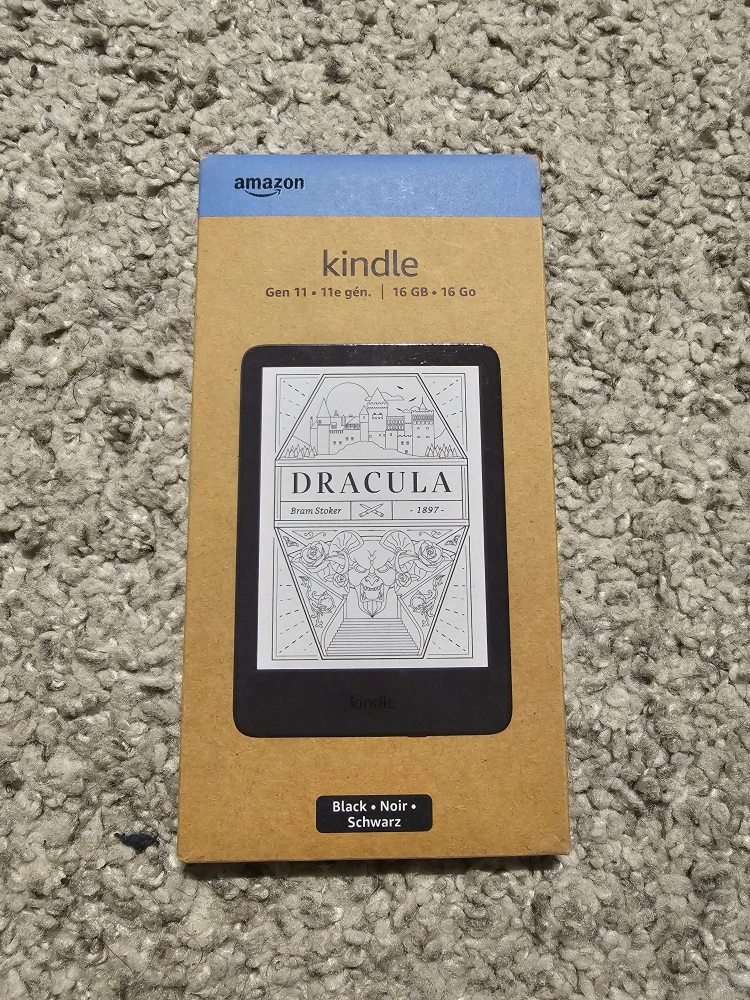 amazon
kindle
Gen 11 • 11e gén. | 16 GB • 16 Go
DRACULA
Bram Stoker
- 1897 -
kindle
Black • Noir •
Schwarz